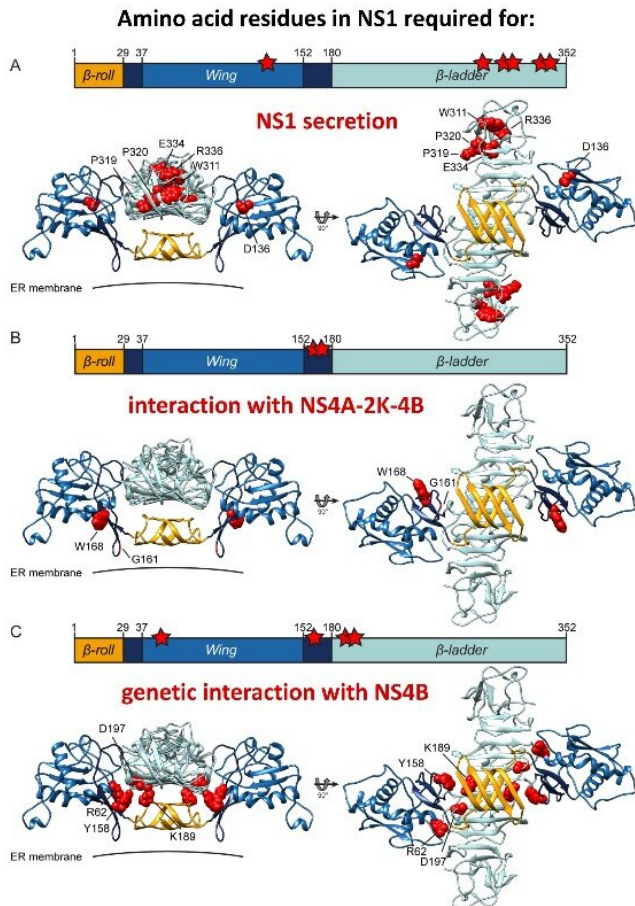 Amino acid residues in NS1 required for:
A
1 29 37 152 180 352
β-roll Wing β-ladder
NS1 secretion
E334
P320 R336
P319 W311
D136
ER membrane
90°
W311
R336
P320
P319
E334
D136
B
1 29 37 152 180 352
β-roll Wing β-ladder
interaction with NS4A-2K-4B
W168
G161
ER membrane
90°
W168
G161
C
1 29 37 152 180 352
β-roll Wing β-ladder
genetic interaction with NS4B
D197
R62
Y158
K189
ER membrane
90°
K189
Y158
R62
D197